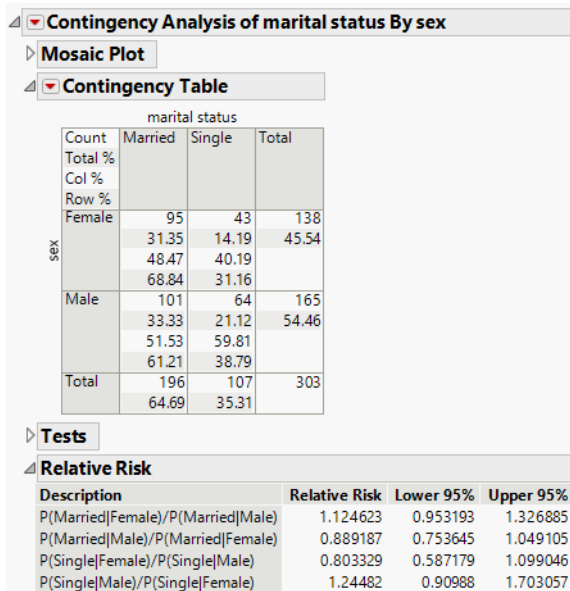 Contingency Analysis of marital status By sex
Mosaic Plot
Contingency Table
marital status
Count Married Single Total
Total %
Col %
Row %
sex
Female 95 43 138
31.35 14.19 45.54
48.47 40.19
68.84 31.16
Male 101 64 165
33.33 21.12 54.46
51.53 59.81
61.21 38.79
Total 196 107 303
64.69 35.31
Tests
Relative Risk
Description Relative Risk Lower 95% Upper 95%
P(Married|Female)/P(Married|Male) 1.124623 0.953193 1.326885
P(Married|Male)/P(Married|Female) 0.889187 0.753645 1.049105
P(Single|Female)/P(Single|Male) 0.803329 0.587179 1.099046
P(Single|Male)/P(Single|Female) 1.24482 0.90988 1.703057